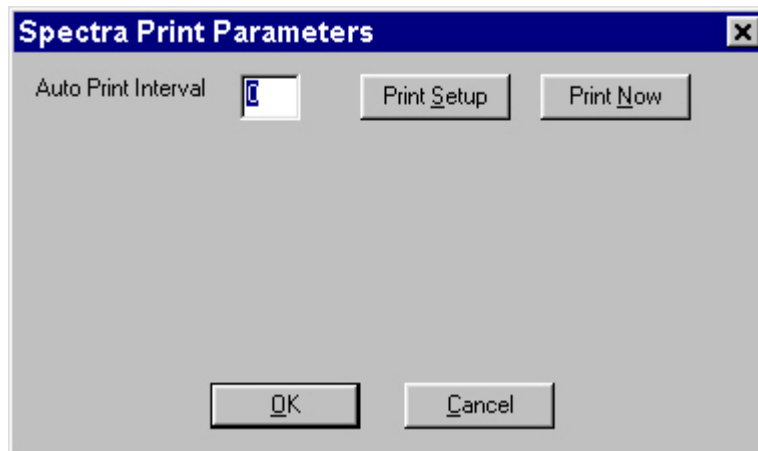 Spectra Print Parameters
Auto Print Interval 0 Print Setup Print Now
OK Cancel